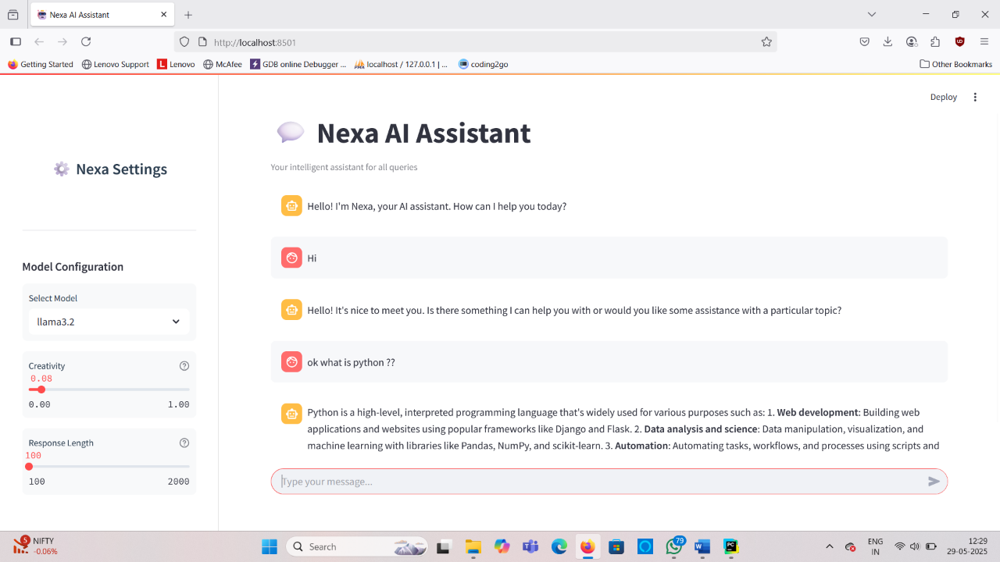 Nexa AI Assistant
http://localhost:8501
Getting Started
Lenovo Support
L Lenovo
McAfee
GDB online Debugger ...
localhost / 127.0.0.1 | ...
coding2go
Other Bookmarks
Deploy
Nexa Settings
Model Configuration
Select Model
llama3.2
Creativity
0.08
0.00 1.00
Response Length
100
100 2000
Nexa AI Assistant
Your intelligent assistant for all queries
Hello! I'm Nexa, your AI assistant. How can I help you today?
Hi
Hello! It's nice to meet you. Is there something I can help you with or would you like some assistance with a particular topic?
ok what is python ??
Python is a high-level, interpreted programming language that's widely used for various purposes such as: 1. Web development: Building web
applications and websites using popular frameworks like Django and Flask. 2. Data analysis and science: Data manipulation, visualization, and
machine learning with libraries like Pandas, NumPy, and scikit-learn. 3. Automation: Automating tasks, workflows, and processes using scripts and
Type your message...
5
NIFTY
-0.06%
Search
79
W
PC
ENG
IN
12:29
29-05-2025